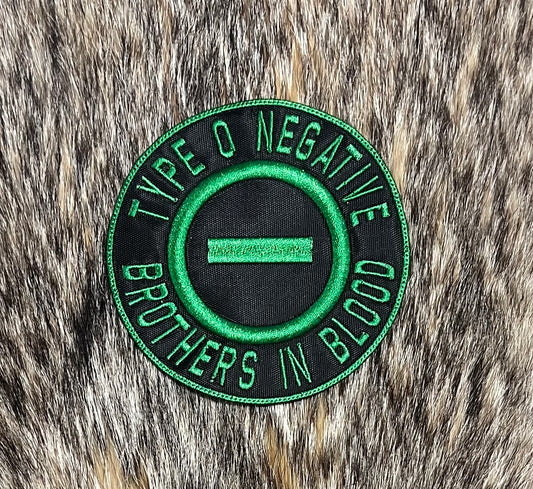 TYPE O NEGATIVE
BROTHERS IN BLOOD